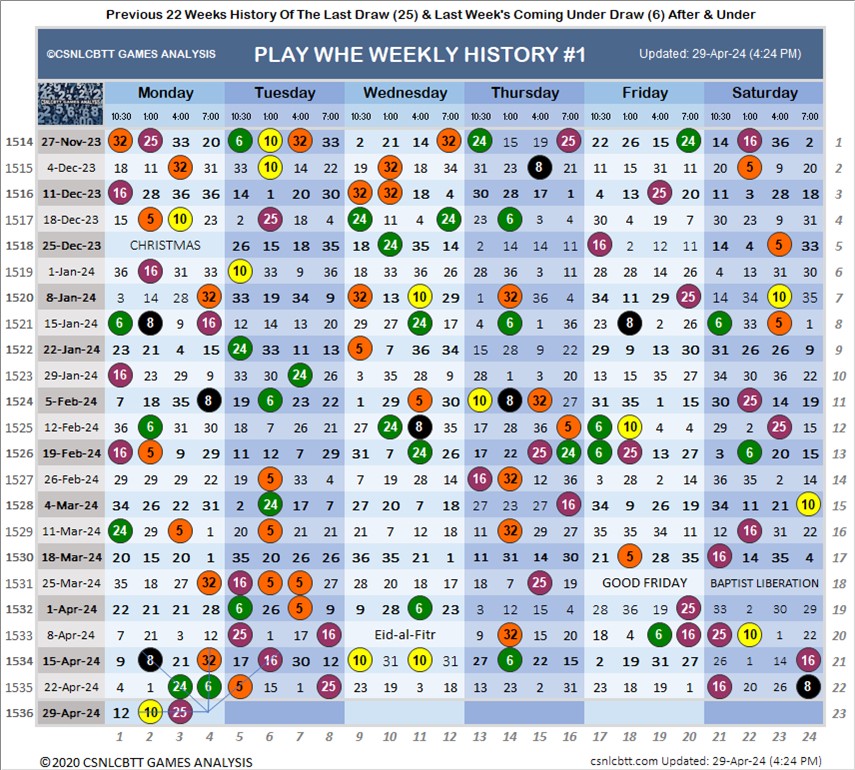 Previous 22 Weeks History Of The Last Draw (25) & Last Week's Coming Under Draw (6) After & Under
©CSNLCBTT GAMES ANALYSIS PLAY WHE WEEKLY HISTORY #1 Updated: 29-Apr-24 (4:24 PM)
CSNLCBTT GAMES ANALYSIS
Monday Tuesday Wednesday Thursday Friday Saturday
10:30 1:00 4:00 7:00 10:30 1:00 4:00 7:00 10:30 1:00 4:00 7:00 10:30 1:00 4:00 7:00 10:30 1:00 4:00 7:00 10:30 1:00 4:00 7:00
1514 27-Nov-23 32 25 33 20 6 10 32 33 2 21 14 32 24 15 19 25 22 26 15 24 14 16 36 2 1
1515 4-Dec-23 18 11 32 31 33 10 14 22 10 32 18 34 31 23 8 21 11 15 31 11 20 5 9 20 2
1516 11-Dec-23 16 28 36 36 14 1 20 30 32 32 18 4 30 28 17 1 4 13 25 20 11 3 28 18 3
1517 18-Dec-23 15 5 10 23 2 25 18 4 24 11 4 24 23 6 3 4 30 4 19 7 30 23 9 31 4
1518 25-Dec-23 CHRISTMAS 26 15 18 35 18 24 35 14 2 14 14 11 16 2 12 11 14 4 5 33 5
1519 1-Jan-24 36 16 31 33 10 33 9 36 18 33 36 26 28 36 3 11 28 28 14 26 4 13 31 30 6
1520 8-Jan-24 3 14 28 32 33 19 34 9 32 13 10 29 1 32 36 4 34 11 29 25 14 24 10 35 7
1521 15-Jan-24 6 8 9 16 12 14 13 20 29 27 24 17 4 6 1 36 23 8 2 26 6 33 5 1 8
1522 22-Jan-24 23 21 4 15 24 33 11 13 5 7 36 34 15 28 9 22 29 9 13 30 31 26 26 9 9
1523 29-Jan-24 16 23 29 9 33 30 24 26 3 35 28 9 28 1 3 20 13 15 35 27 34 30 36 22 10
1524 5-Feb-24 7 18 35 8 19 6 23 22 11 29 5 30 10 8 32 27 31 35 1 15 30 25 14 19 11
1525 12-Feb-24 36 6 31 30 18 7 26 21 27 24 8 35 17 28 36 5 6 10 4 4 29 2 25 15 12
1526 19-Feb-24 16 5 9 29 11 12 7 29 31 7 24 26 17 22 25 24 6 25 13 27 3 6 20 15 13
1527 26-Feb-24 29 29 29 22 19 5 33 4 7 19 28 14 16 32 12 36 3 28 2 14 36 35 2 14 14
1528 4-Mar-24 34 26 22 31 2 24 17 7 27 20 7 18 27 23 27 16 34 9 26 19 34 11 21 10 15
1529 11-Mar-24 24 29 5 1 20 5 21 21 21 7 12 18 11 32 29 27 35 35 34 13 22 16 12 31 16
1530 18-Mar-24 20 15 20 1 35 20 26 26 36 35 21 1 11 31 14 30 21 5 28 35 16 14 35 4 17
1531 25-Mar-24 35 18 27 32 16 5 5 27 28 20 18 17 18 7 25 19 GOOD FRIDAY BAPTIST LIBERATION 18
1532 1-Apr-24 22 21 21 28 6 26 5 9 9 28 6 23 3 12 15 4 28 36 19 25 33 2 30 29 19
1533 8-Apr-24 7 21 3 12 25 1 17 16 Eid-al-Fitr 9 32 15 20 18 4 6 16 25 10 1 22 20
1534 15-Apr-24 9 8 21 32 17 16 30 12 10 31 10 31 27 6 22 15 2 19 31 27 26 1 14 16 21
1535 22-Apr-24 4 1 24 6 5 15 1 25 23 19 3 18 13 23 2 31 23 18 19 1 16 20 26 8 22
1536 29-Apr-24 12 10 25 23
1 2 3 4 5 6 7 8 9 10 11 12 13 14 15 16 17 18 19 20 21 22 23 24
©2020 CSNLCBTT GAMES ANALYSIS csnlcbtt.com Updated: 29-Apr-24 (4:24 PM)